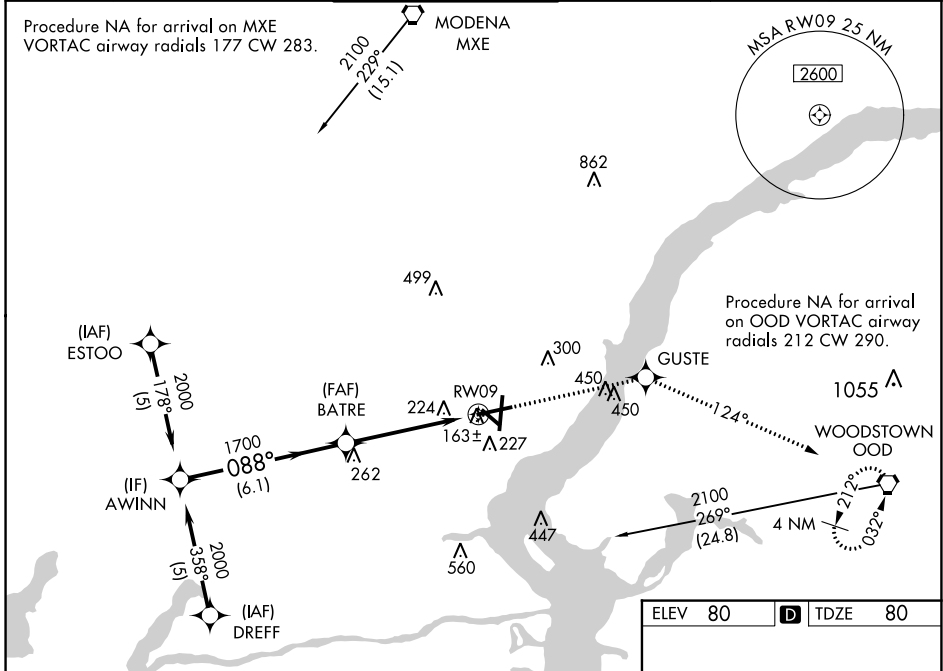 Procedure NA for arrival on MXE
VORTAC airway radials 177 CW 283.
MODENA
MXE
2100
229°
(15.1)
MSA RW09 25 NM
2600
862
499
Procedure NA for arrival
on OOD VORTAC airway
radials 212 CW 290.
(IAF)
ESTOO
2000
178°
(5)
300
GUSTE
1055
(FAF)
BATRE
RW09
450
450
224
163±
227
124°
WOODSTOWN
OOD
1700
088°
(6.1)
262
(IF)
AWINN
2100
269°
(24.8)
212°
032°
4 NM
2000
358°
(5)
447
560
(IAF)
DREFF
ELEV 80 D TDZE 80